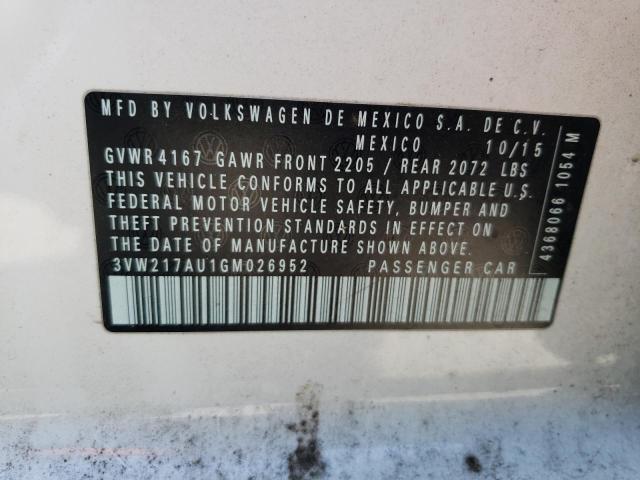 MFD BY VOLKSWAGEN DE MEXICO S.A. DE C.V.
MEXICO 10/15
GVWR 4167 GAWR FRONT 2205 / REAR 2072 LBS
THIS VEHICLE CONFORMS TO ALL APPLICABLE U.S.
FEDERAL MOTOR VEHICLE SAFETY, BUMPER AND
THEFT PREVENTION STANDARDS IN EFFECT ON
THE DATE OF MANUFACTURE SHOWN ABOVE.
3VW217AU1GM026952 PASSENGER CAR
4368066 1054 M